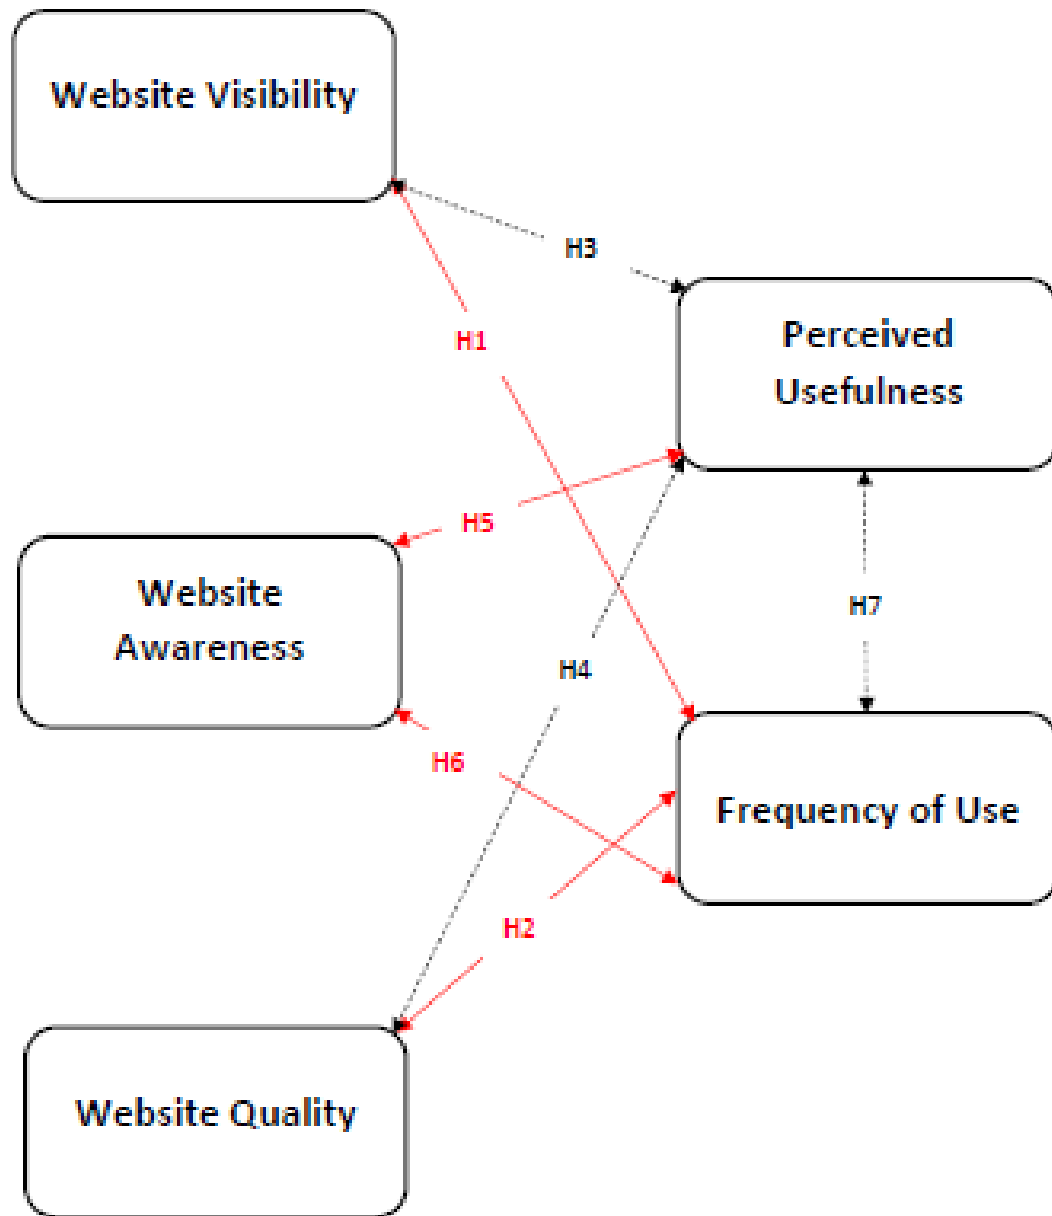 Website Visibility
H3
H1
Perceived
Usefulness
H5
Website
Awareness
H7
H4
H6
Frequency of Use
H2
Website Quality